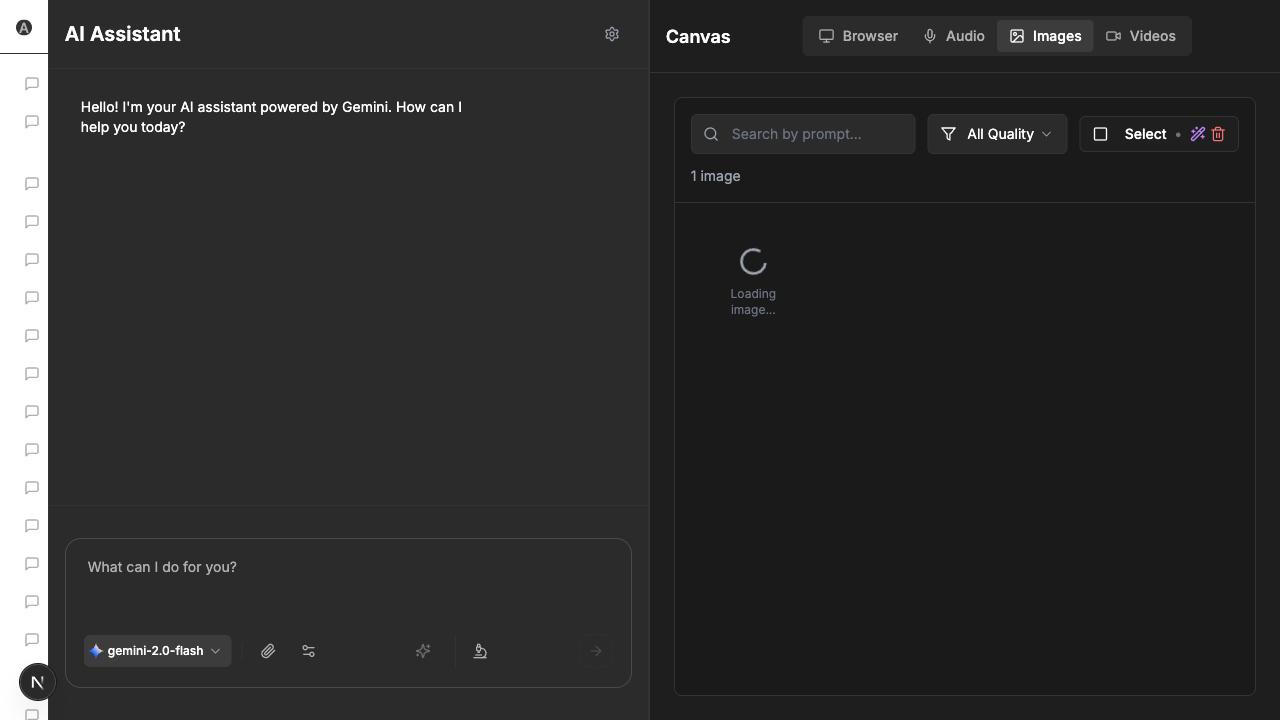 A
AI Assistant
Hello! I'm your AI assistant powered by Gemini. How can I
help you today?
What can I do for you?
gemini-2.0-flash
N
Canvas
Browser
Audio
Images
Videos
Search by prompt...
All Quality
Select
1 image
Loading
image...